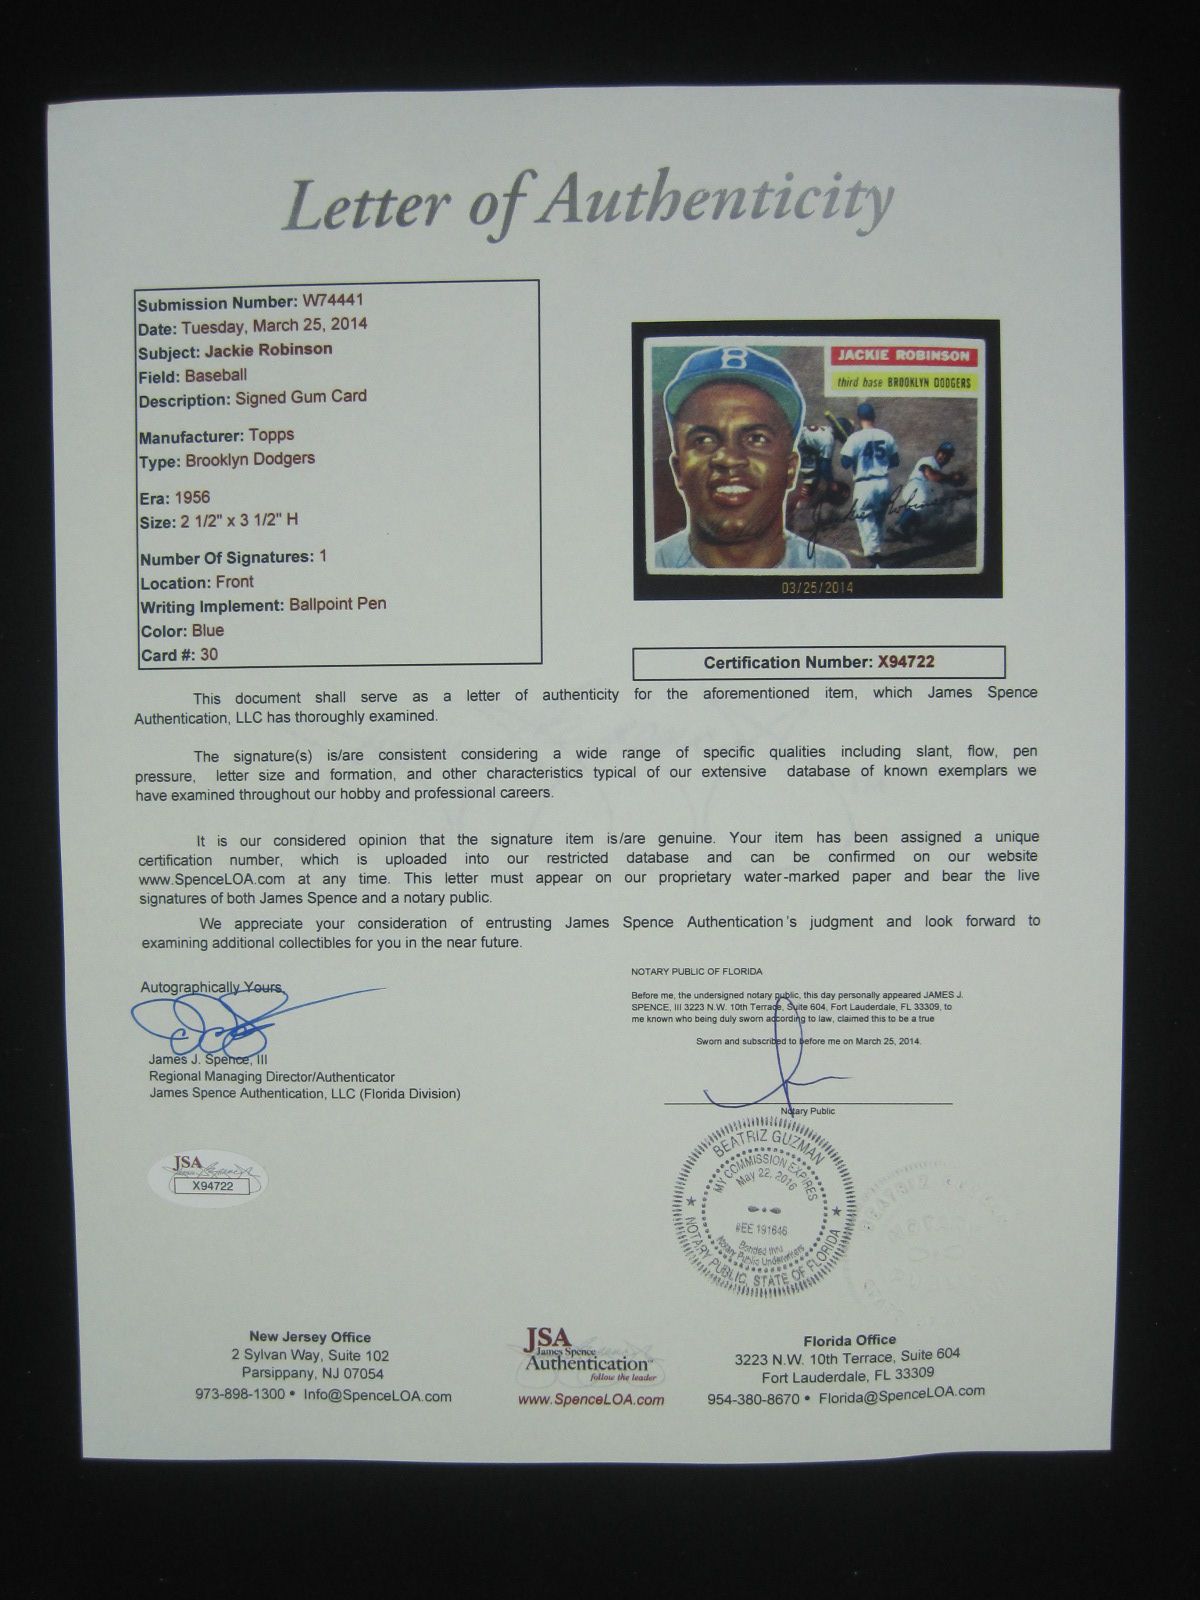 Letter of Authenticity
Submission Number: W74441
Date: Tuesday, March 25, 2014
Subject: Jackie Robinson
Field: Baseball
Description: Signed Gum Card
Manufacturer: Topps
Type: Brooklyn Dodgers
Era: 1956
Size: 2 1/2" x 3 1/2" H
Number Of Signatures: 1
Location: Front
Writing Implement: Ballpoint Pen
Color: Blue
Card #: 30
B
JACKIE ROBINSON
third base BROOKLYN DODGERS
45
Jackie Robinson
03/25/2014
Certification Number: X94722
This document shall serve as a letter of authenticity for the aforementioned item, which James Spence
Authentication, LLC has thoroughly examined.
The signature(s) is/are consistent considering a wide range of specific qualities including slant, flow, pen
pressure, letter size and formation, and other characteristics typical of our extensive database of known exemplars we
have examined throughout our hobby and professional careers.
It is our considered opinion that the signature item is/are genuine. Your item has been assigned a unique
certification number, which is uploaded into our restricted database and can be confirmed on our website
www.SpenceLOA.com at any time. This letter must appear on our proprietary water-marked paper and bear the live
signatures of both James Spence and a notary public.
We appreciate your consideration of entrusting James Spence Authentication's judgment and look forward to
examining additional collectibles for you in the near future.
Autographically Yours,
James J. Spence, III
Regional Managing Director/Authenticator
James Spence Authentication, LLC (Florida Division)
NOTARY PUBLIC OF FLORIDA
Before me, the undersigned notary public, this day personally appeared JAMES J.
SPENCE, III 3223 N.W. 10th Terrace, Suite 604, Fort Lauderdale, FL 33309, to
me known who being duly sworn according to law, claimed this to be a true
Sworn and subscribed to before me on March 25, 2014.
Notary Public
BEATRIZ GUZMAN
MY COMMISSION EXPIRES
May 22, 2016
#EE 191646
Bonded thru
Notary Public Underwriters
NOTARY PUBLIC, STATE OF FLORIDA
JSA
X94722
New Jersey Office
2 Sylvan Way, Suite 102
Parsippany, NJ 07054
973-898-1300 • Info@SpenceLOA.com
JSA
James Spence
Authentication
follow the leader
www.SpenceLOA.com
Florida Office
3223 N.W. 10th Terrace, Suite 604
Fort Lauderdale, FL 33309
954-380-8670 • Florida@SpenceLOA.com